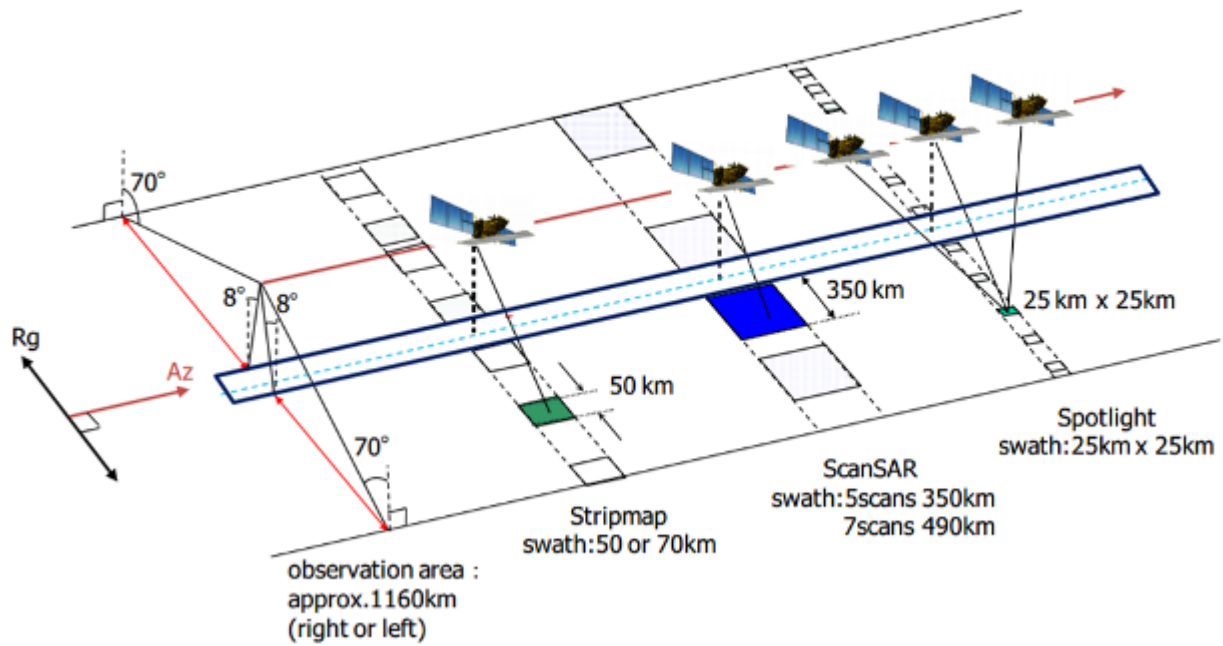 70°
8°
8°
Rg
Az
70°
50 km
350 km
25 km x 25km
Spotlight
swath:25km x 25km
ScanSAR
swath:5scans 350km
7scans 490km
Stripmap
swath:50 or 70km
observation area :
approx.1160km
(right or left)